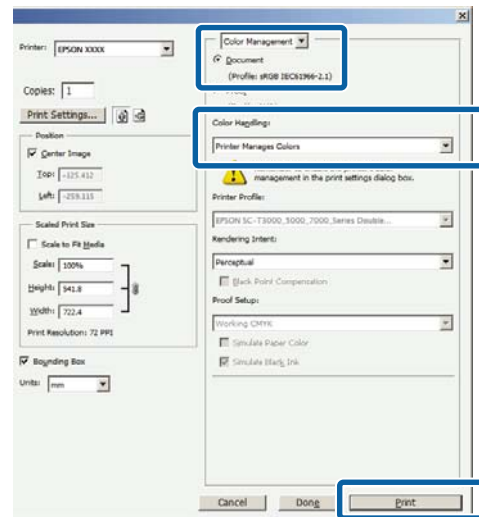 Printer: EPSON XXXX
Copies: 1
Print Settings...
Position
Center Image
Top: -125.412
Left: -259.115
Scaled Print Size
Scale to Fit Media
Scale: 100%
Height: 541.8
Width: 722.4
Print Resolution: 72 PPI
Bounding Box
Units: mm
Color Management
Document
(Profile: sRGB IEC61966-2.1)
Color Handling:
Printer Manages Colors
management in the print settings dialog box.
Printer Profile:
EPSON SC-T3000_5000_7000_Series Double...
Rendering Intent:
Perceptual
Black Point Compensation
Proof Setup:
Working CMYK
Simulate Paper Color
Simulate Black Ink
Cancel
Done
Print